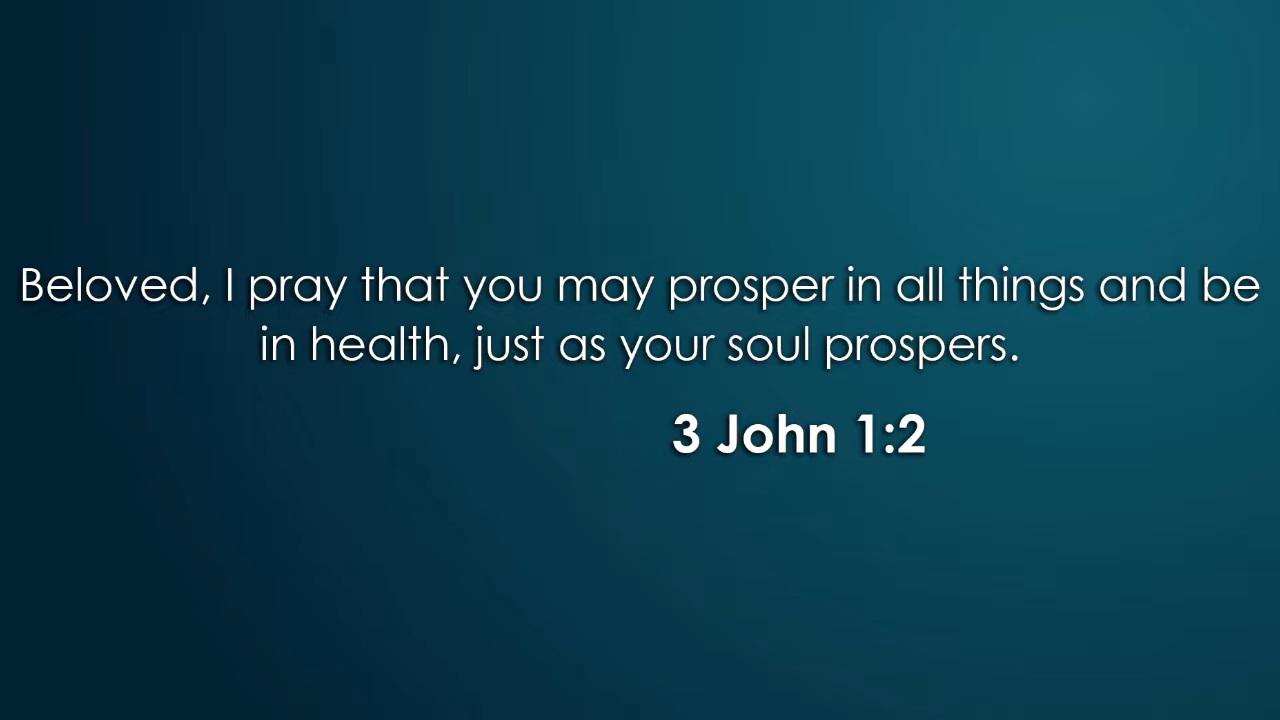 Beloved, I pray that you may prosper in all things and be
in health, just as your soul prospers.
3 John 1:2